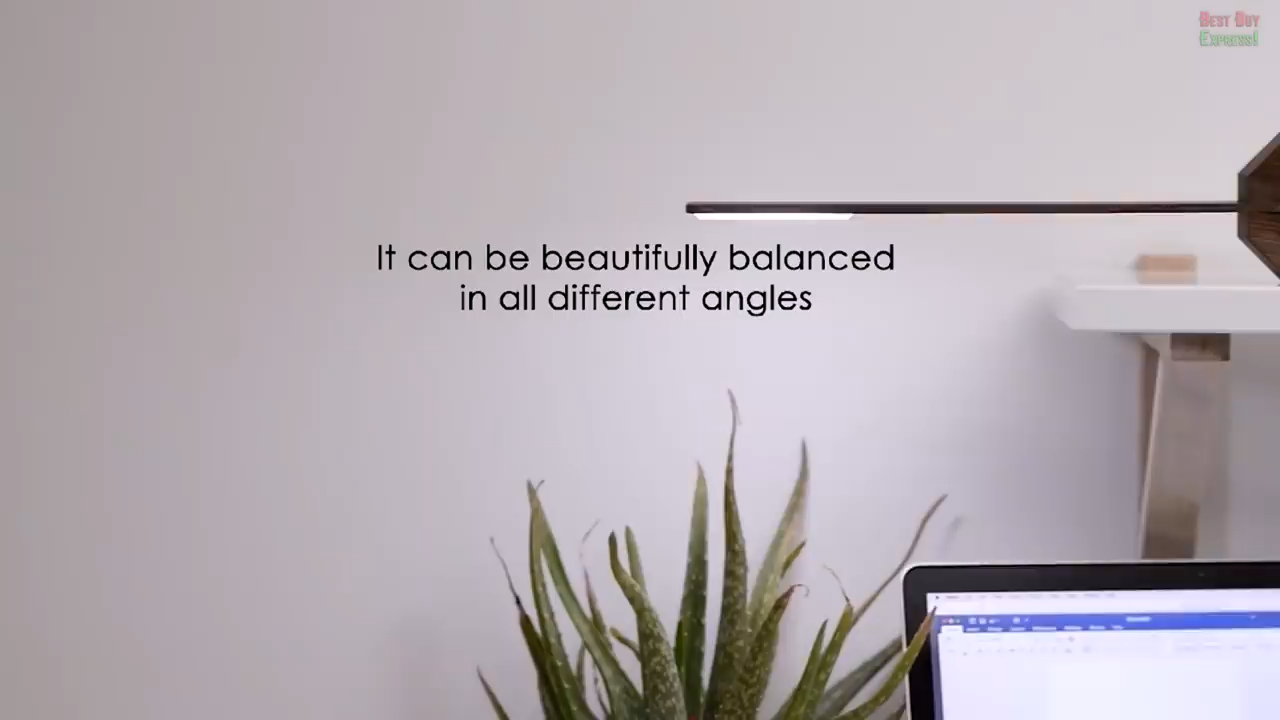 BEST BUY
EXPRESS!
It can be beautifully balanced
in all different angles